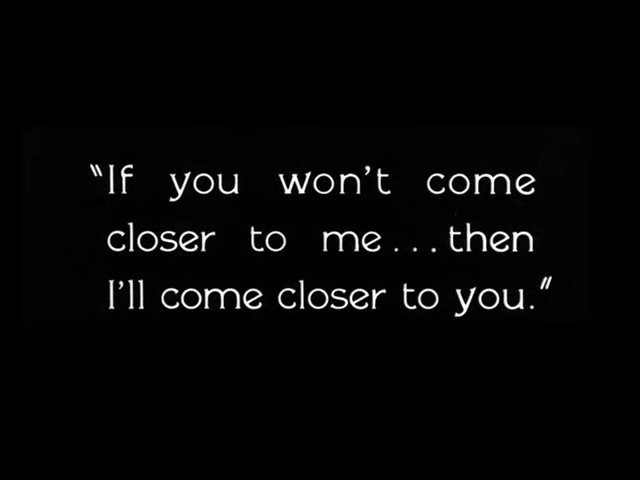 "If you won't come
closer to me...then
I'll come closer to you."